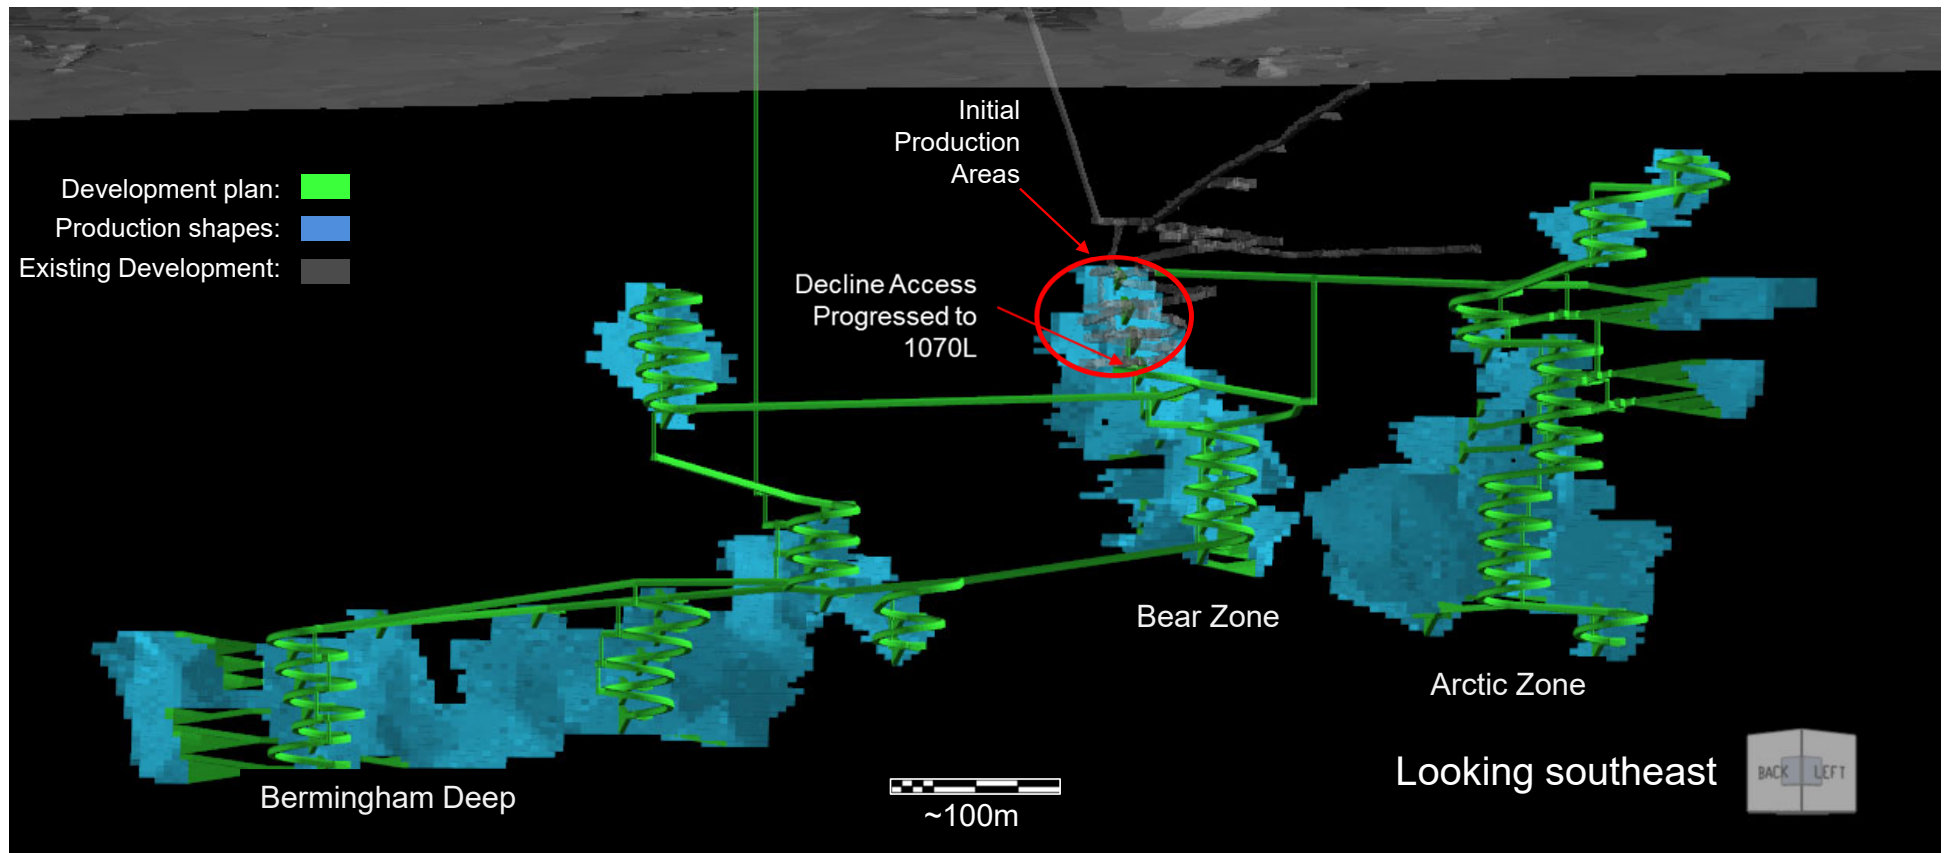 Initial
Production
Areas
Development plan:
Production shapes:
Existing Development:
Decline Access
Progressed to
1070L
Bear Zone
Arctic Zone
Looking southeast
BACK LEFT
Bermingham Deep
~100m